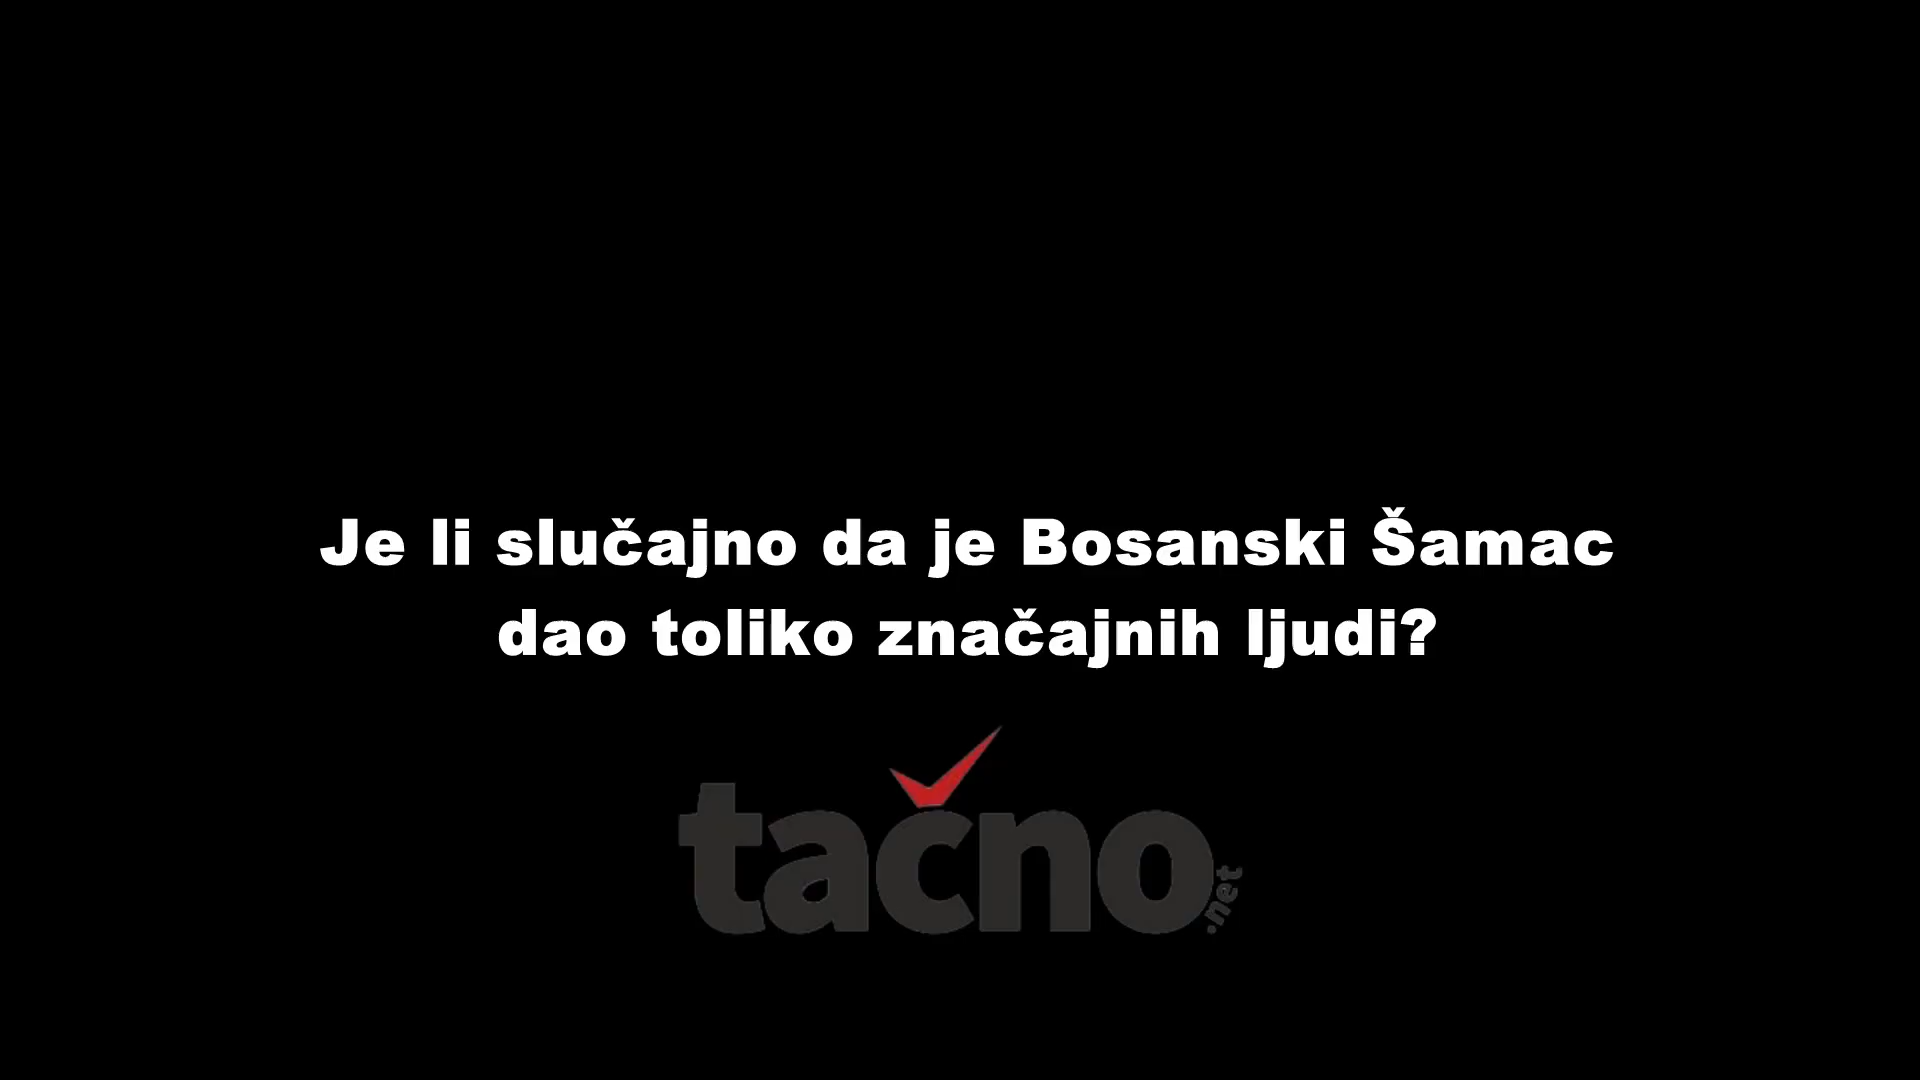 Je li slučajno da je Bosanski Šamac
dao toliko značajnih ljudi?
tačno
.net